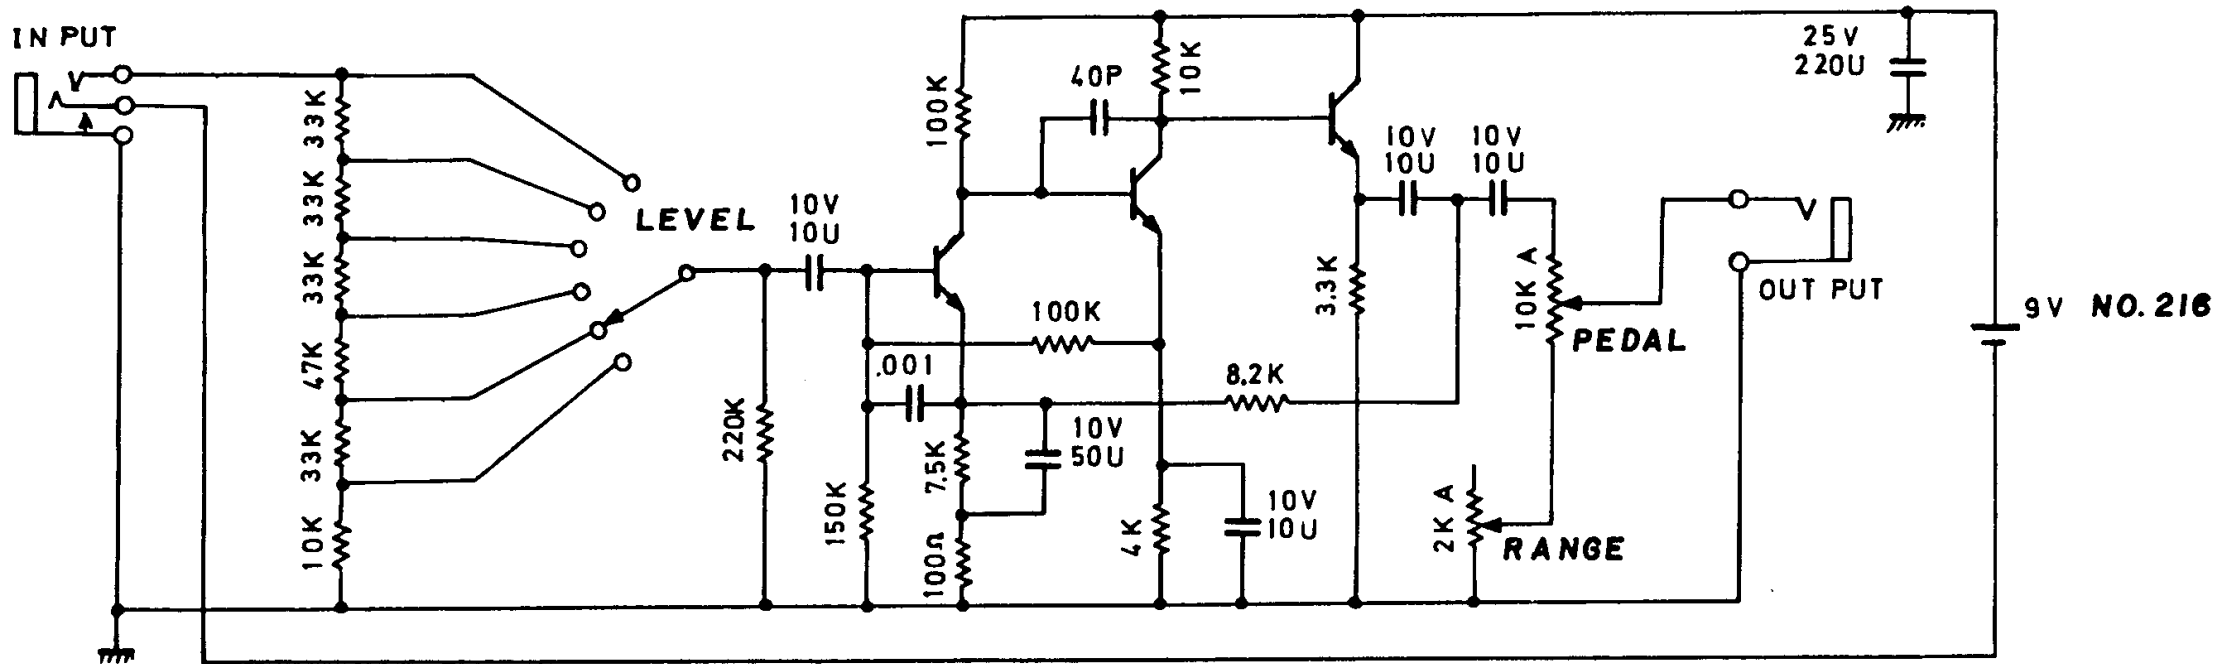 IN PUT
33K
33K
33K
47K
33K
10K
LEVEL
220K
10V
10U
150K
.001
100K
40P
10K
100K
7.5K
100Ω
10V
50U
8.2K
4K
10V
10U
3.3K
10V
10U
10V
10U
10K A
PEDAL
2K A
RANGE
OUT PUT
25V
220U
9V NO. 216